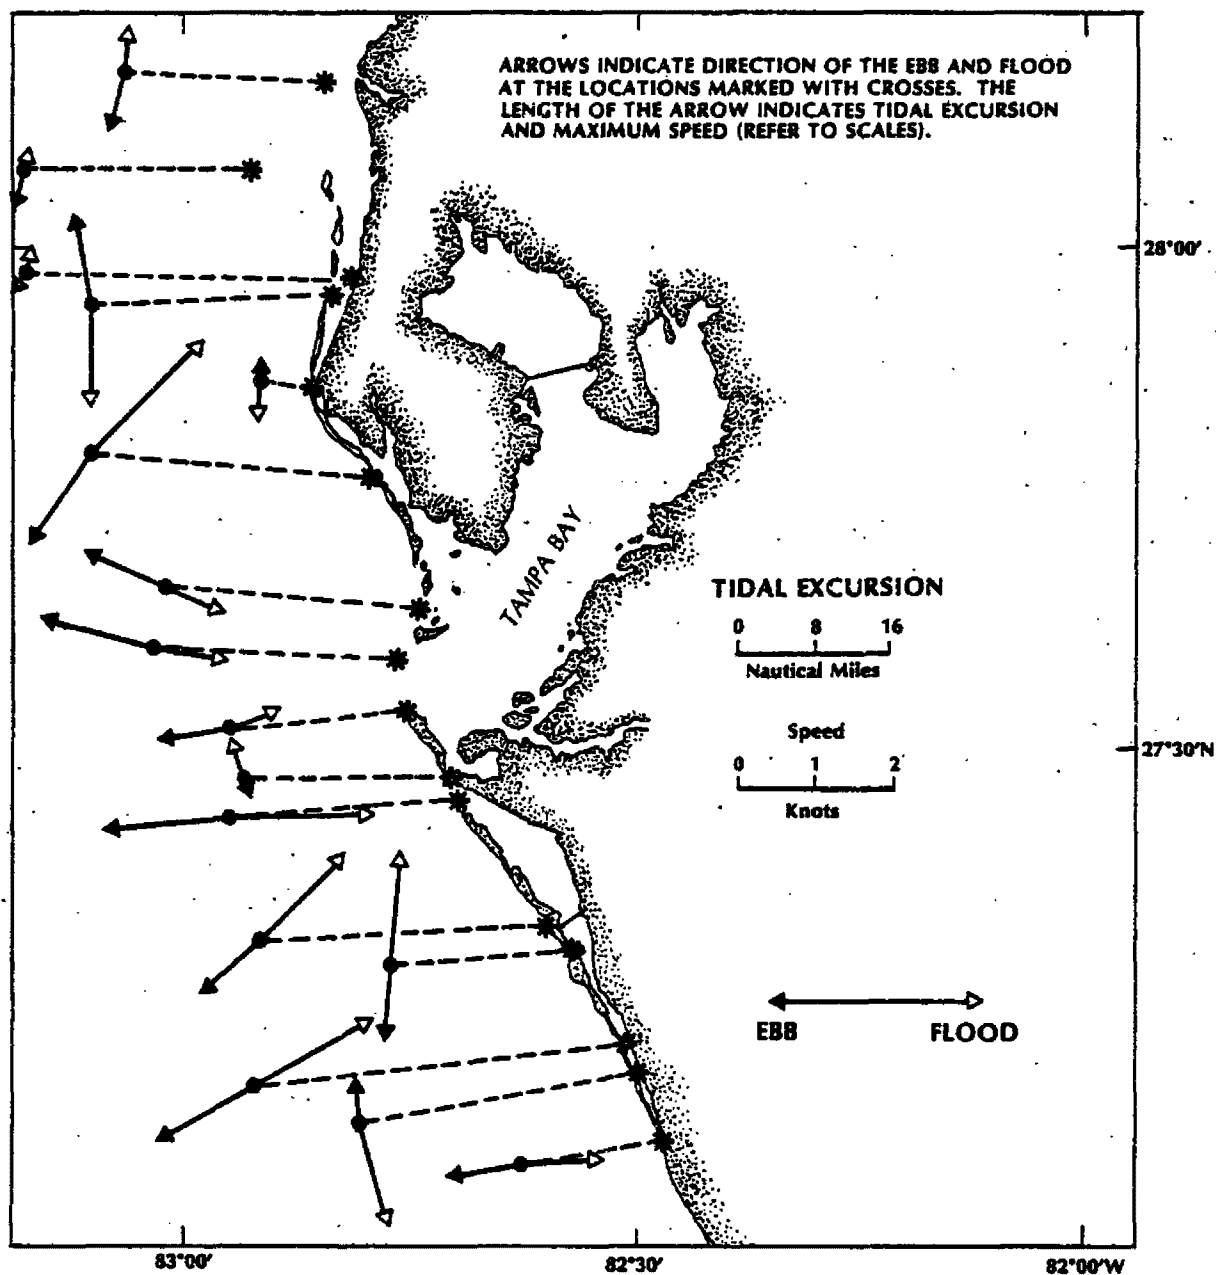 ARROWS INDICATE DIRECTION OF THE EBB AND FLOOD
AT THE LOCATIONS MARKED WITH CROSSES. THE
LENGTH OF THE ARROW INDICATES TIDAL EXCURSION
AND MAXIMUM SPEED (REFER TO SCALES).
28°00'
TAMPA BAY
TIDAL EXCURSION
0 8 16
Nautical Miles
Speed
0 1 2
Knots
27°30'N
EBB FLOOD
83°00' 82°30' 82°00'W